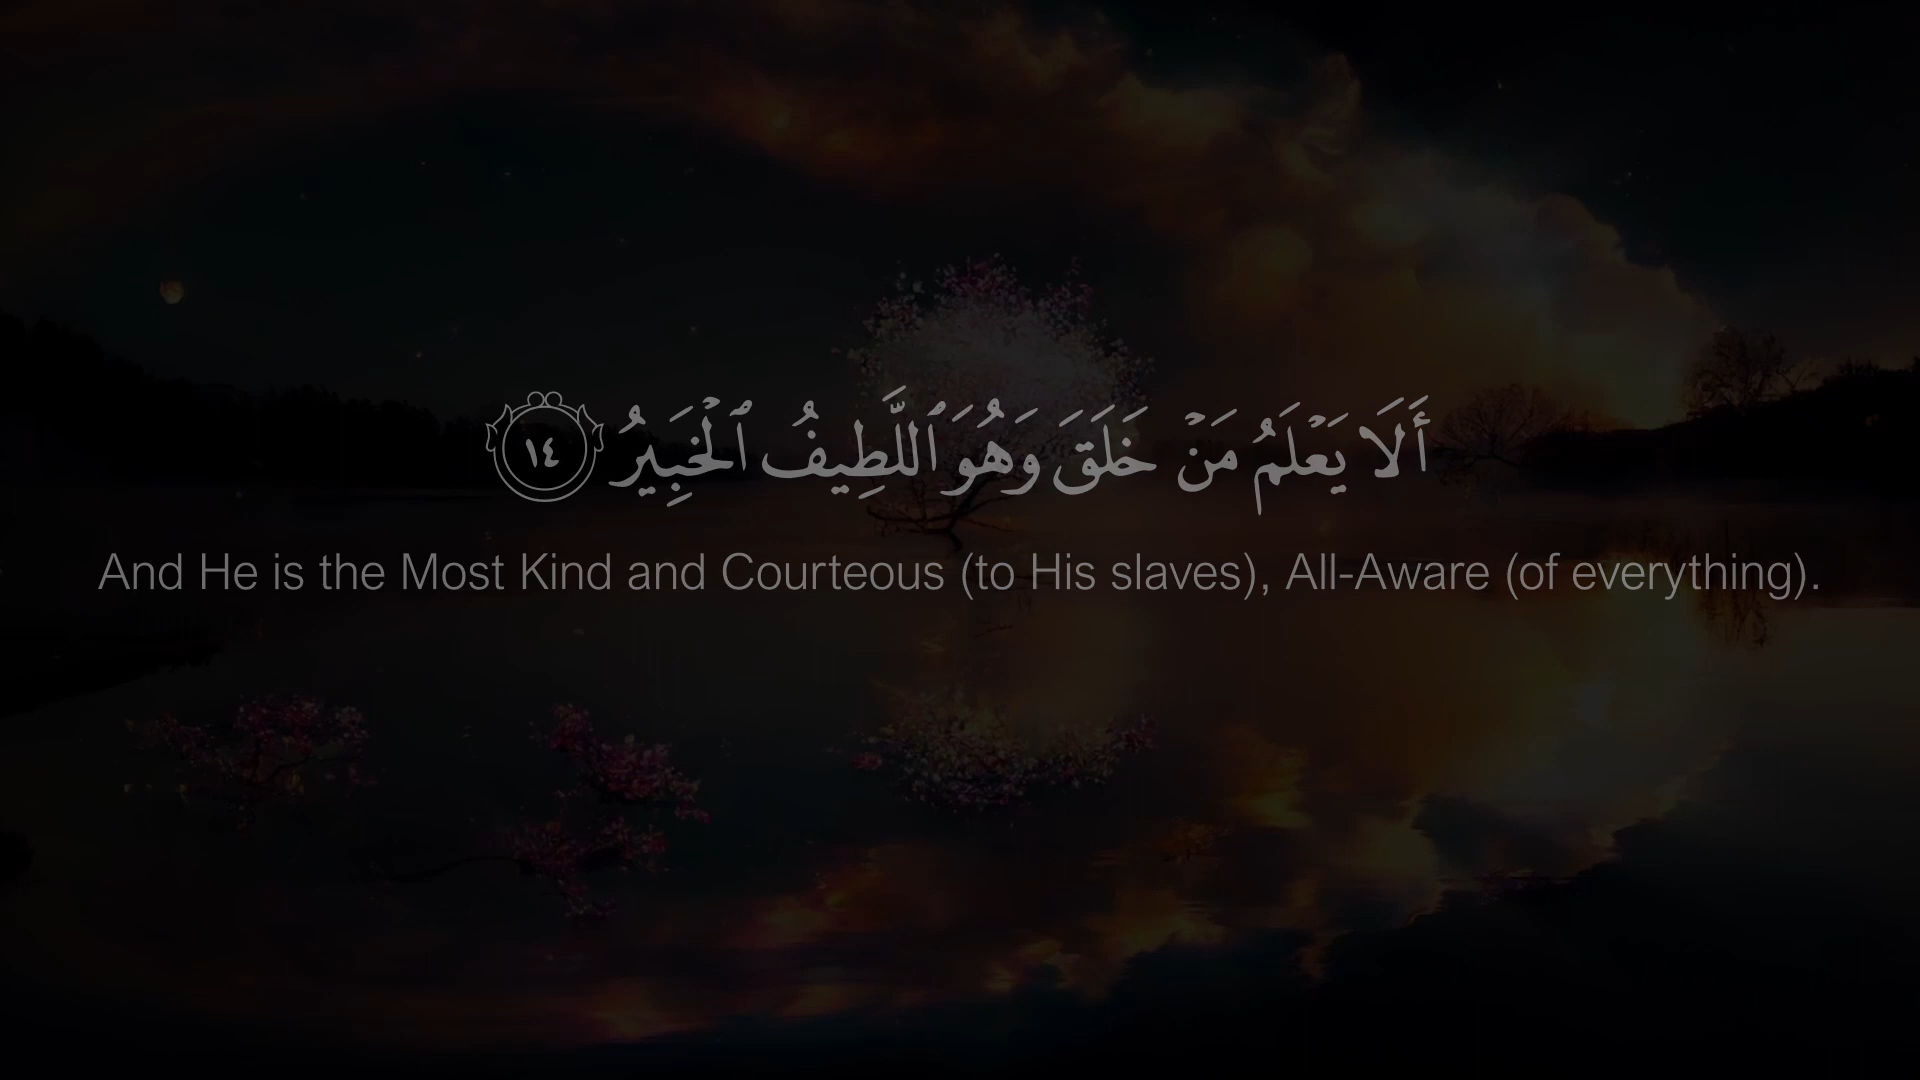 أَلَا يَعْلَمُ مَنْ خَلَقَ وَهُوَ ٱللَّطِيفُ ٱلْخَبِيرُ ١٤
And He is the Most Kind and Courteous (to His slaves), All-Aware (of everything).